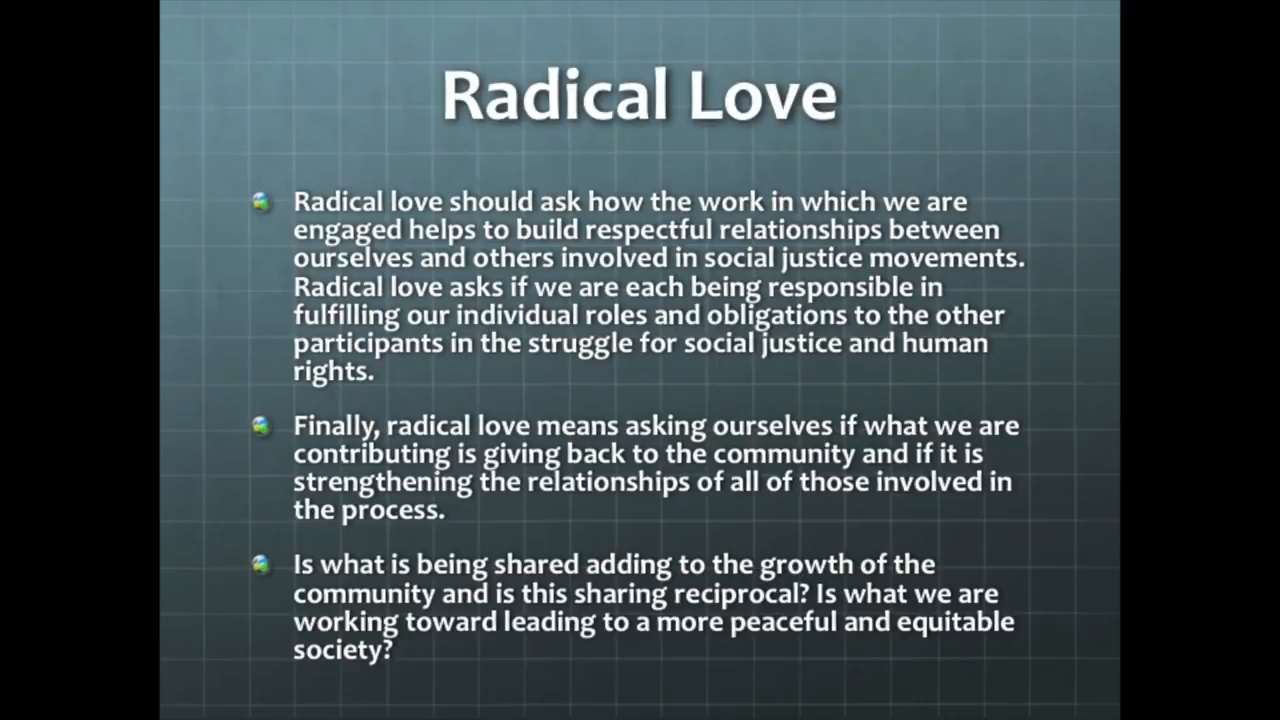 Radical Love
Radical love should ask how the work in which we are
engaged helps to build respectful relationships between
ourselves and others involved in social justice movements.
Radical love asks if we are each being responsible in
fulfilling our individual roles and obligations to the other
participants in the struggle for social justice and human
rights.
Finally, radical love means asking ourselves if what we are
contributing is giving back to the community and if it is
strengthening the relationships of all of those involved in
the process.
Is what is being shared adding to the growth of the
community and is this sharing reciprocal? Is what we are
working toward leading to a more peaceful and equitable
society?